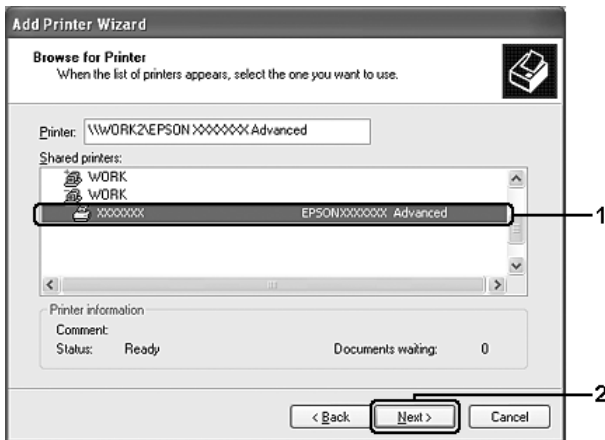 Add Printer Wizard
Browse for Printer
When the list of printers appears, select the one you want to use.
Printer: \\WORK2\EPSON XXXXXXX Advanced
Shared printers:
WORK
WORK
XXXXXXX EPSONXXXXXXX Advanced
1
Printer information
Comment:
Status: Ready Documents waiting: 0
2
< Back Next > Cancel